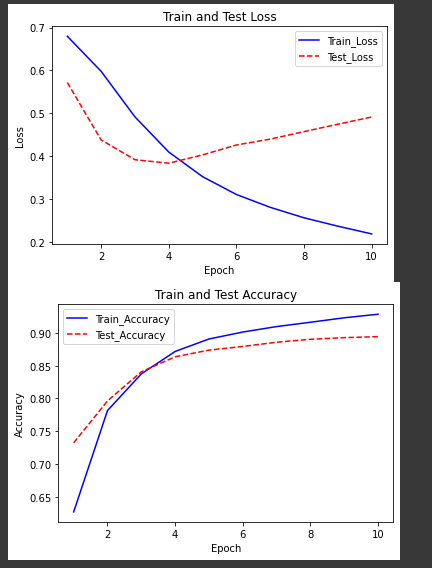 Train and Test Loss
0.7
0.6
0.5
0.4
0.3
0.2
Loss
Train_Loss
Test_Loss
2 4 6 8 10
Epoch
Train and Test Accuracy
Train_Accuracy
Test_Accuracy
0.90
0.85
0.80
0.75
0.70
0.65
Accuracy
2 4 6 8 10
Epoch